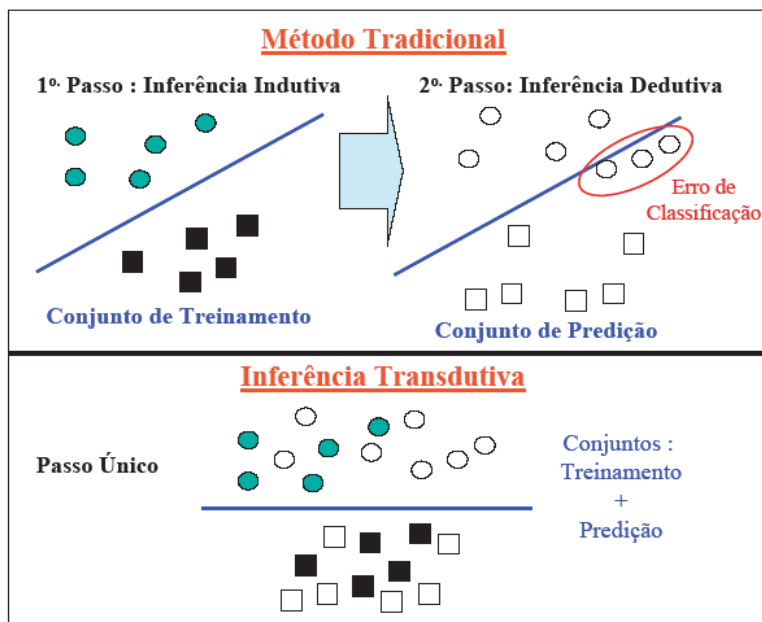 Método Tradicional
1º. Passo : Inferência Indutiva
2º. Passo: Inferência Dedutiva
Erro de
Classificação
Conjunto de Treinamento
Conjunto de Predição
Inferência Transdutiva
Passo Único
Conjuntos :
Treinamento
+
Predição